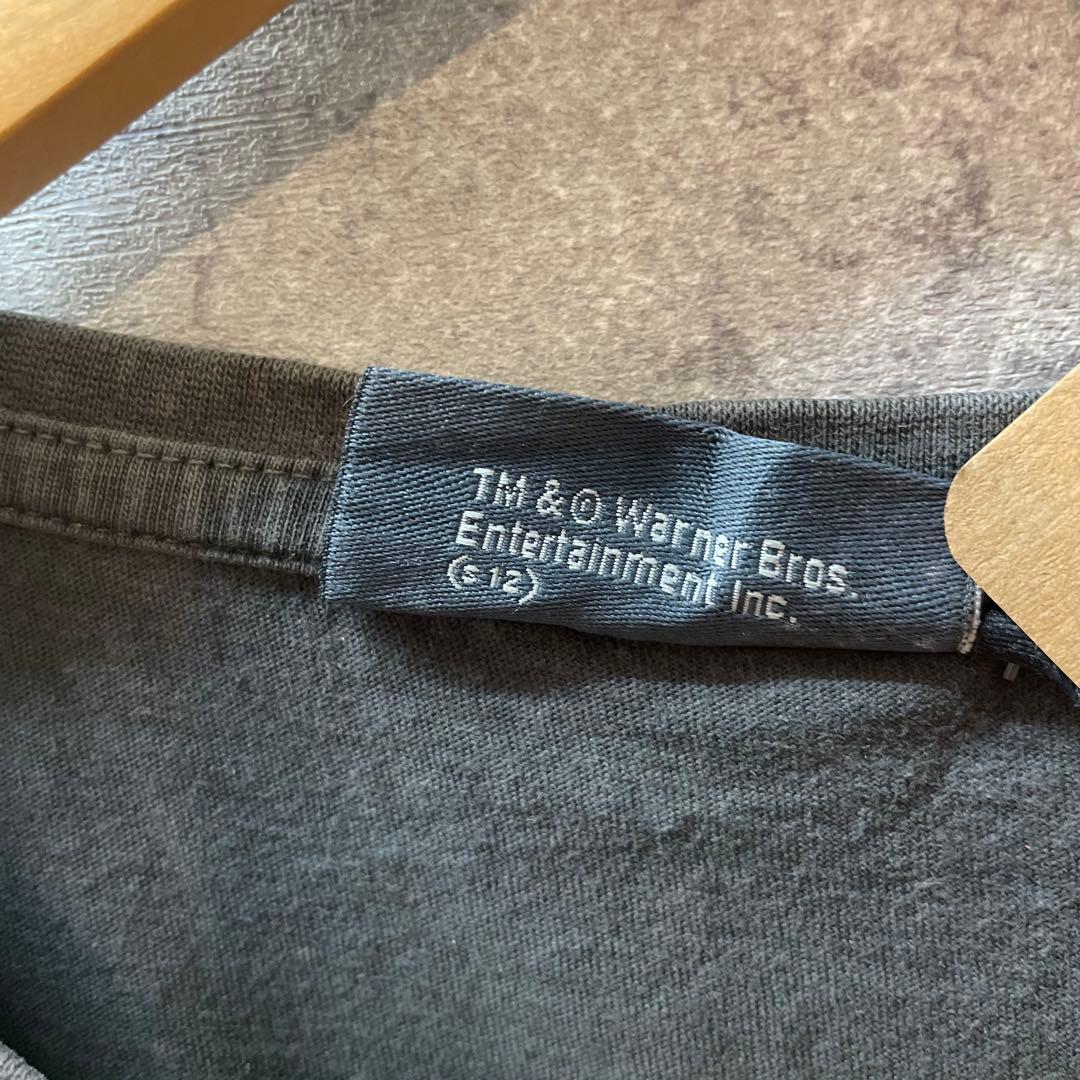 TM & © Warner Bros.
Entertainment Inc.
(s12)